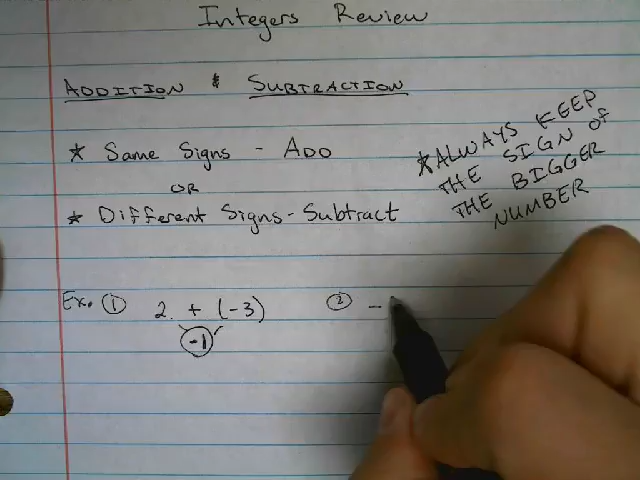 Integers Review
ADDITION & SUBTRACTION
* Same Signs - ADD
OR
* Different Signs - Subtract
*ALWAYS KEEP
THE SIGN OF
THE BIGGER
NUMBER
Ex. ① 2 + (-3) ② -
-1